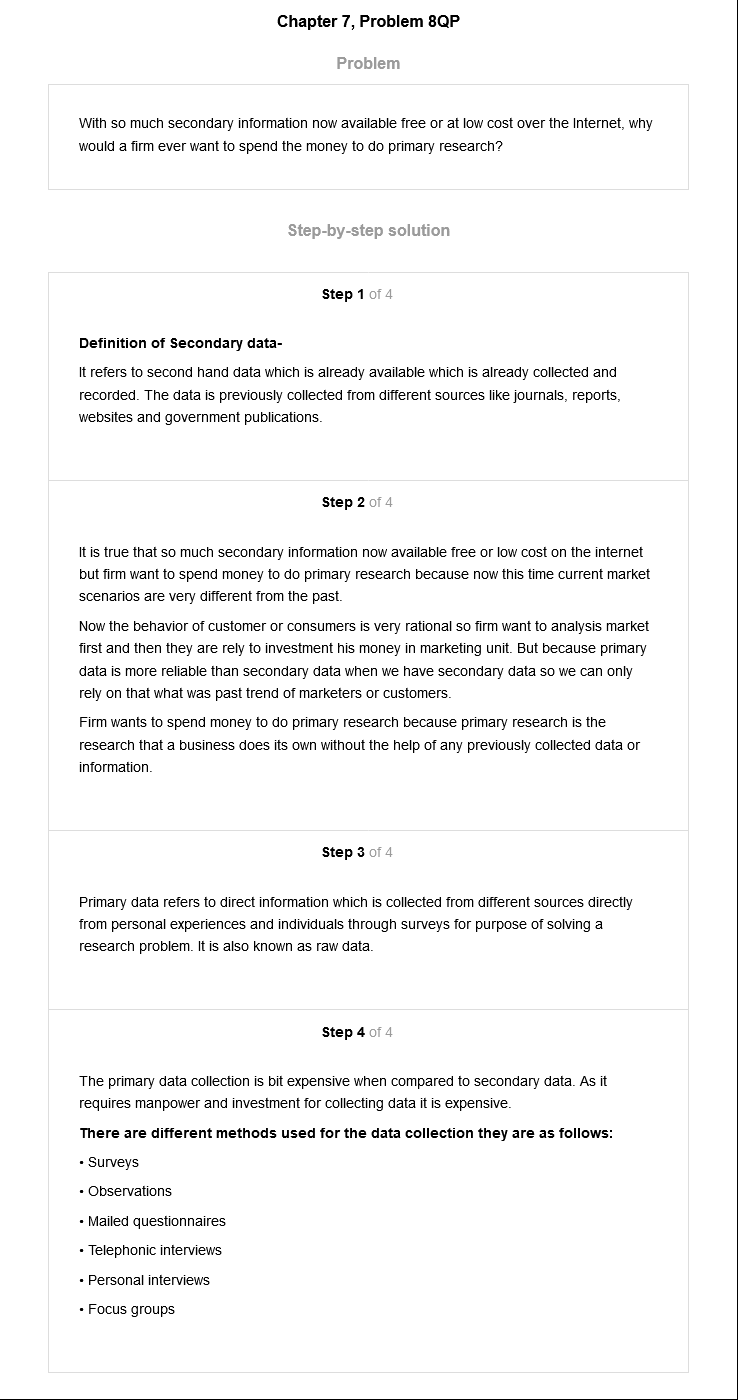 Chapter 7, Problem 8QP
Problem
With so much secondary information now available free or at low cost over the Internet, why
would a firm ever want to spend the money to do primary research?
Step-by-step solution
Step 1 of 4
Definition of Secondary data-
It refers to second hand data which is already available which is already collected and
recorded. The data is previously collected from different sources like journals, reports,
websites and government publications.
Step 2 of 4
It is true that so much secondary information now available free or low cost on the internet
but firm want to spend money to do primary research because now this time current market
scenarios are very different from the past.
Now the behavior of customer or consumers is very rational so firm want to analysis market
first and then they are rely to investment his money in marketing unit. But because primary
data is more reliable than secondary data when we have secondary data so we can only
rely on that what was past trend of marketers or customers.
Firm wants to spend money to do primary research because primary research is the
research that a business does its own without the help of any previously collected data or
information.
Step 3 of 4
Primary data refers to direct information which is collected from different sources directly
from personal experiences and individuals through surveys for purpose of solving a
research problem. It is also known as raw data.
Step 4 of 4
The primary data collection is bit expensive when compared to secondary data. As it
requires manpower and investment for collecting data it is expensive.
There are different methods used for the data collection they are as follows:
• Surveys
• Observations
• Mailed questionnaires
• Telephonic interviews
• Personal interviews
• Focus groups